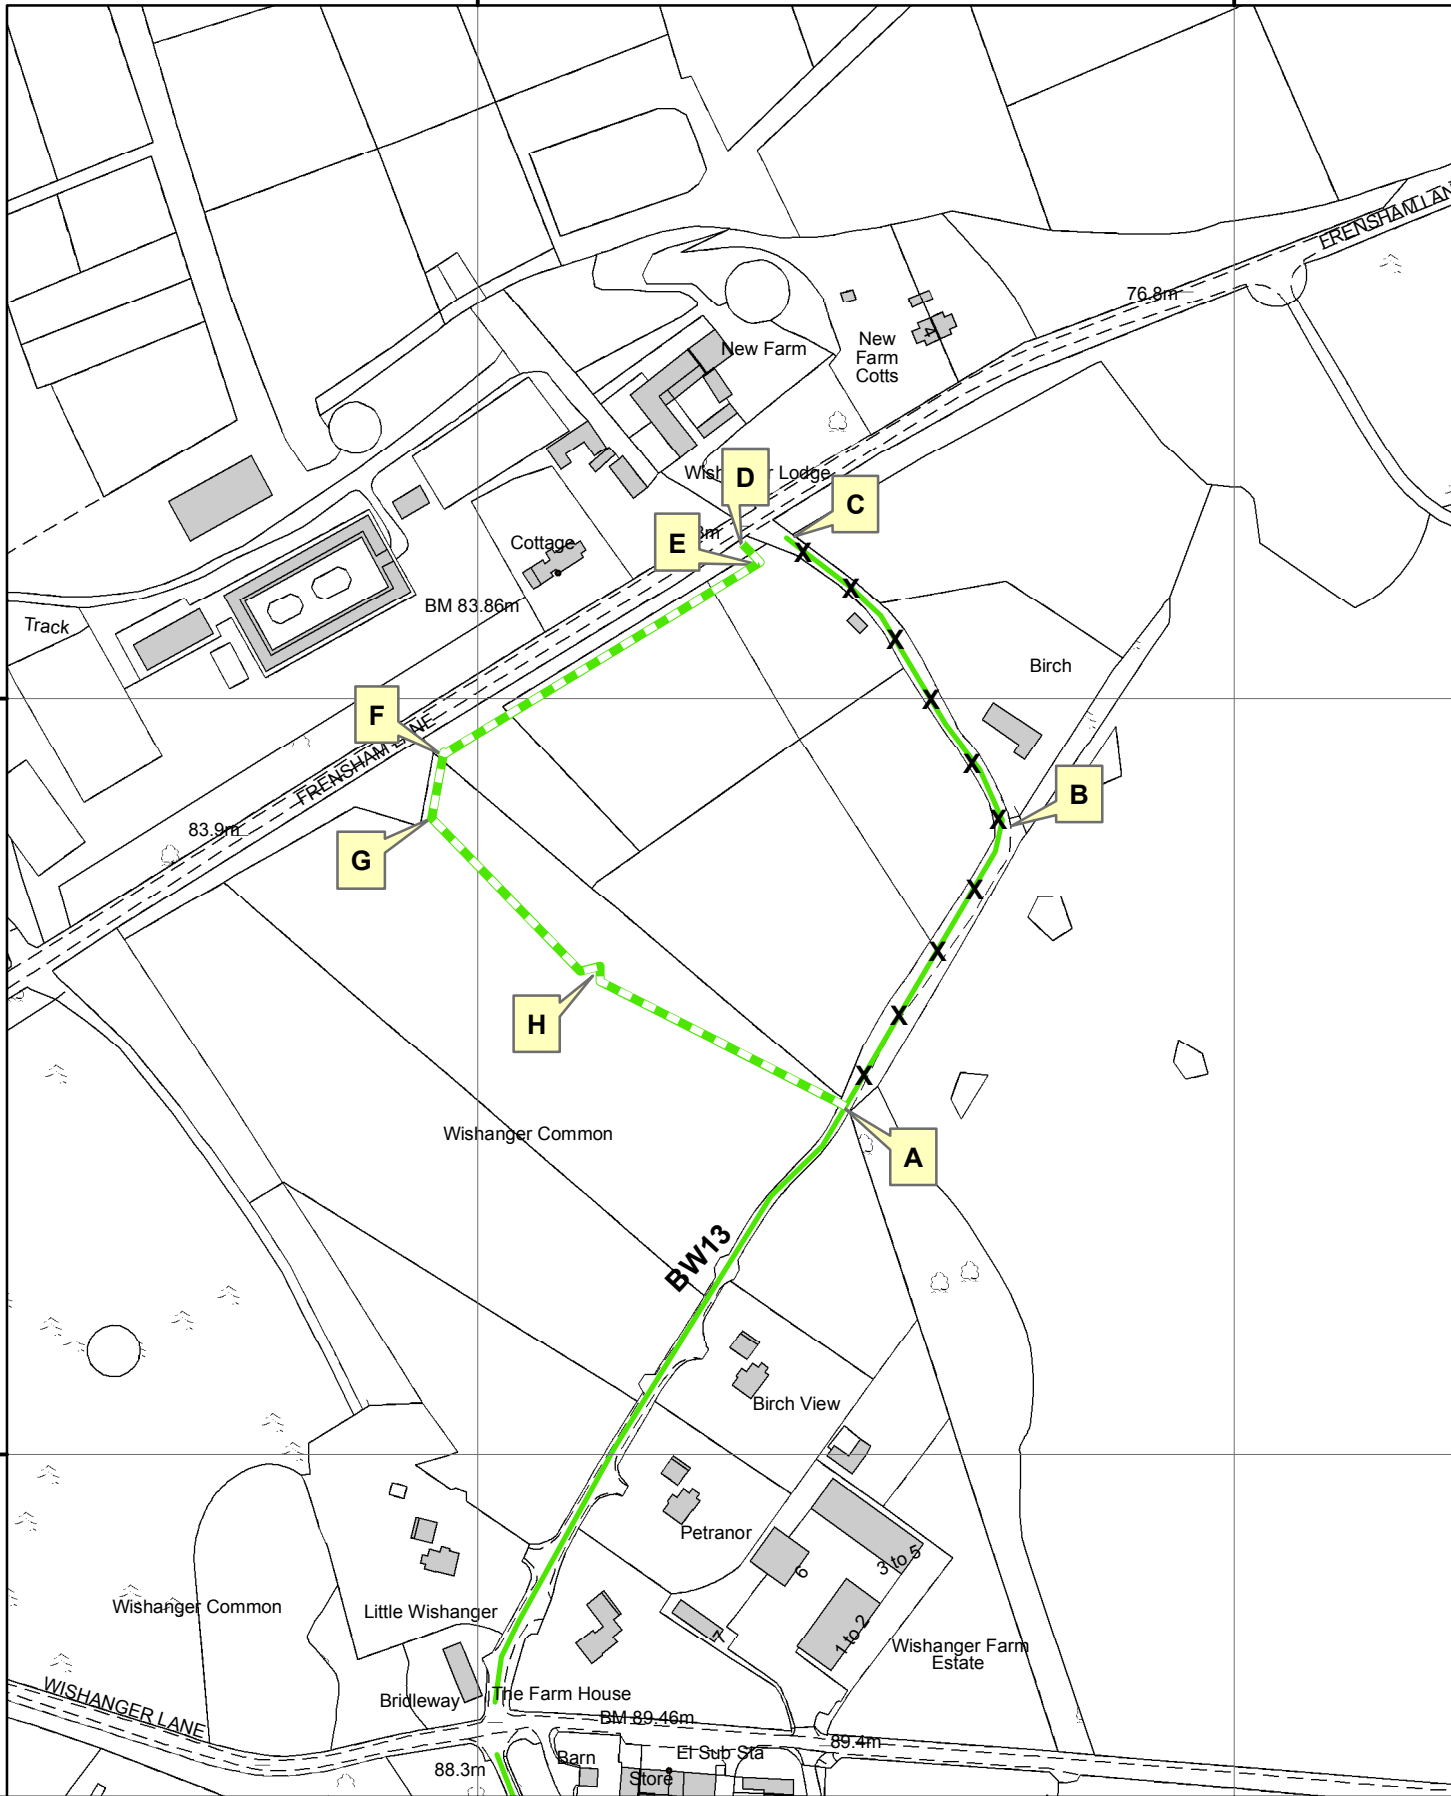 FRENSHAM LANE
76.8m
4
New Farm
New
Farm
Cotts
D
Lodge
C
E
Cottage
BM 83.86m
Track
X
X
X
X
X
X
X
X
X
X
Birch
F
FRENSHAM LANE
B
83.9m
G
H
Wishanger Common
A
BW13
Birch View
Petranor
3 to 5
6
Wishanger Common
Little Wishanger
7
1 to 2
Wishanger Farm
Estate
WISHANGER LANE
Bridleway
The Farm House
BM 89.46m
89.4m
Barn
El Sub Sta
88.3m
Store